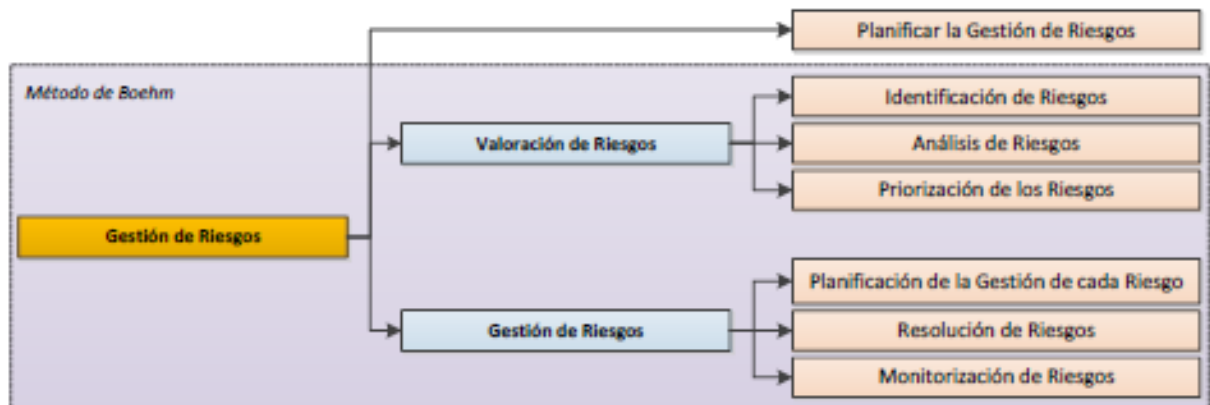 Planificar la Gestión de Riesgos
Método de Boehm
Identificación de Riesgos
Valoración de Riesgos
Análisis de Riesgos
Priorización de los Riesgos
Gestión de Riesgos
Planificación de la Gestión de cada Riesgo
Gestión de Riesgos
Resolución de Riesgos
Monitorización de Riesgos